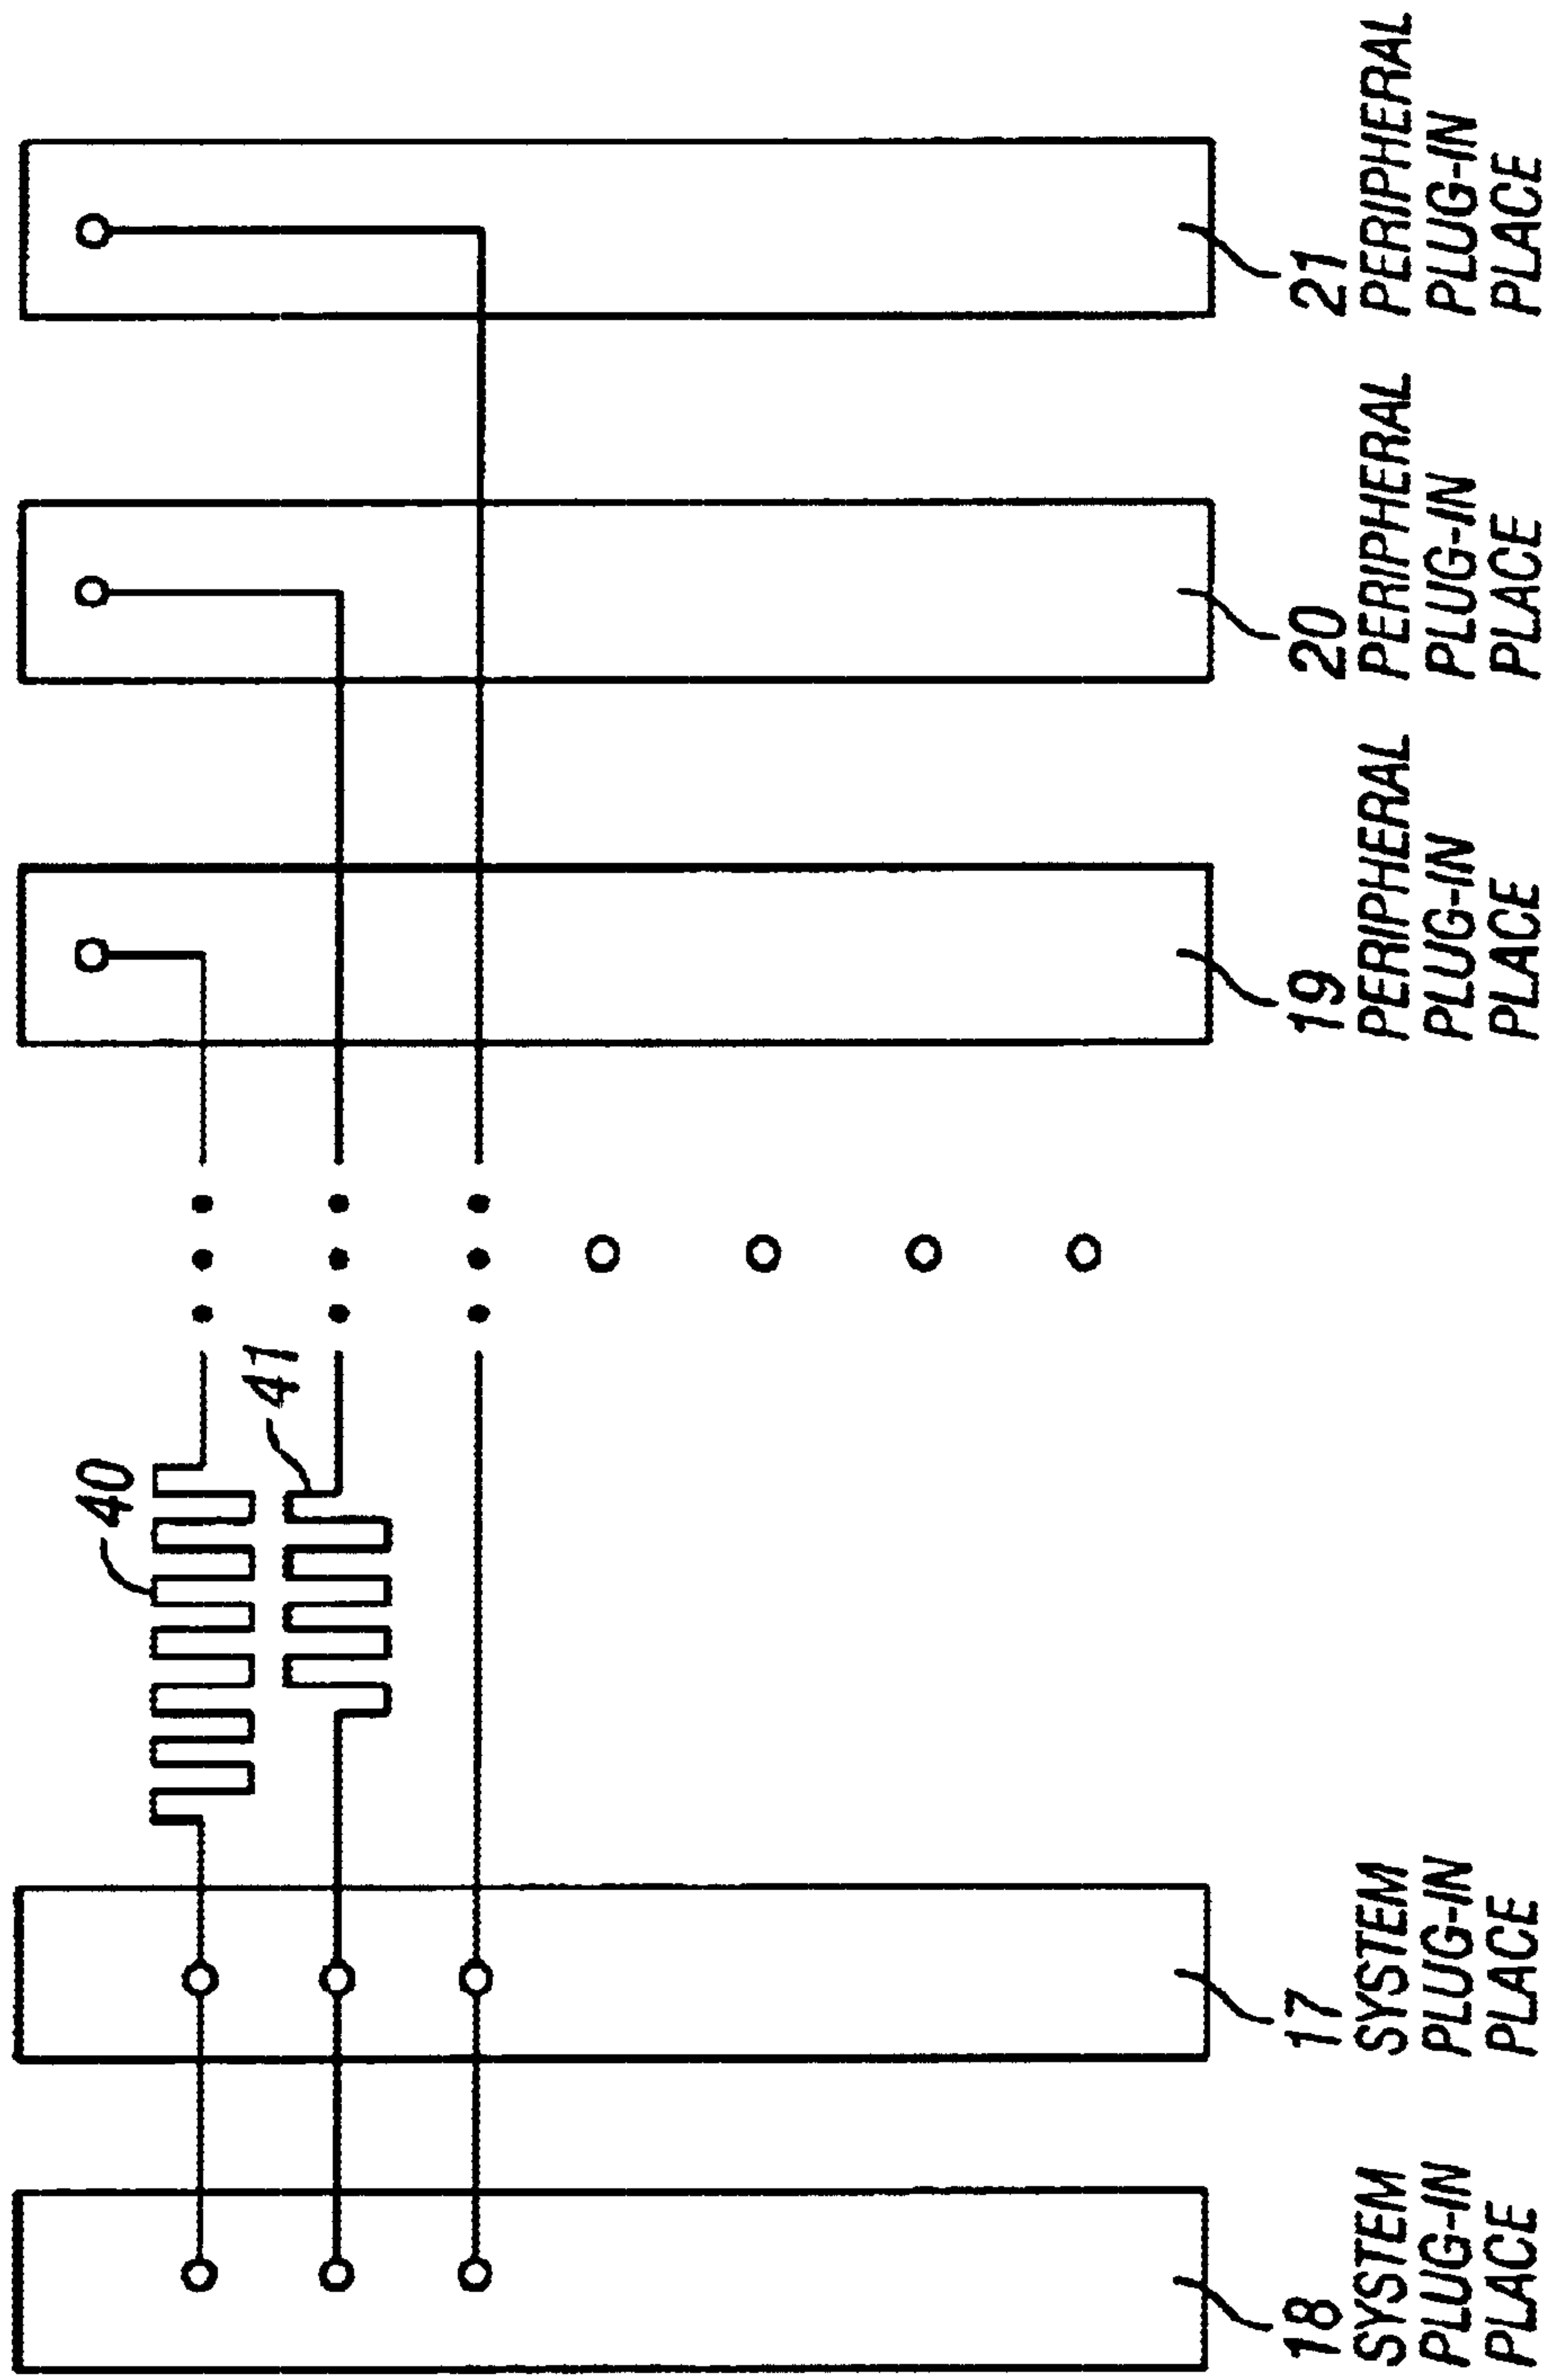 40
41
18
SYSTEM
PLUG-IN
PLACE
17
SYSTEM
PLUG-IN
PLACE
19
PERIPHERAL
PLUG-IN
PLACE
20
PERIPHERAL
PLUG-IN
PLACE
21
PERIPHERAL
PLUG-IN
PLACE